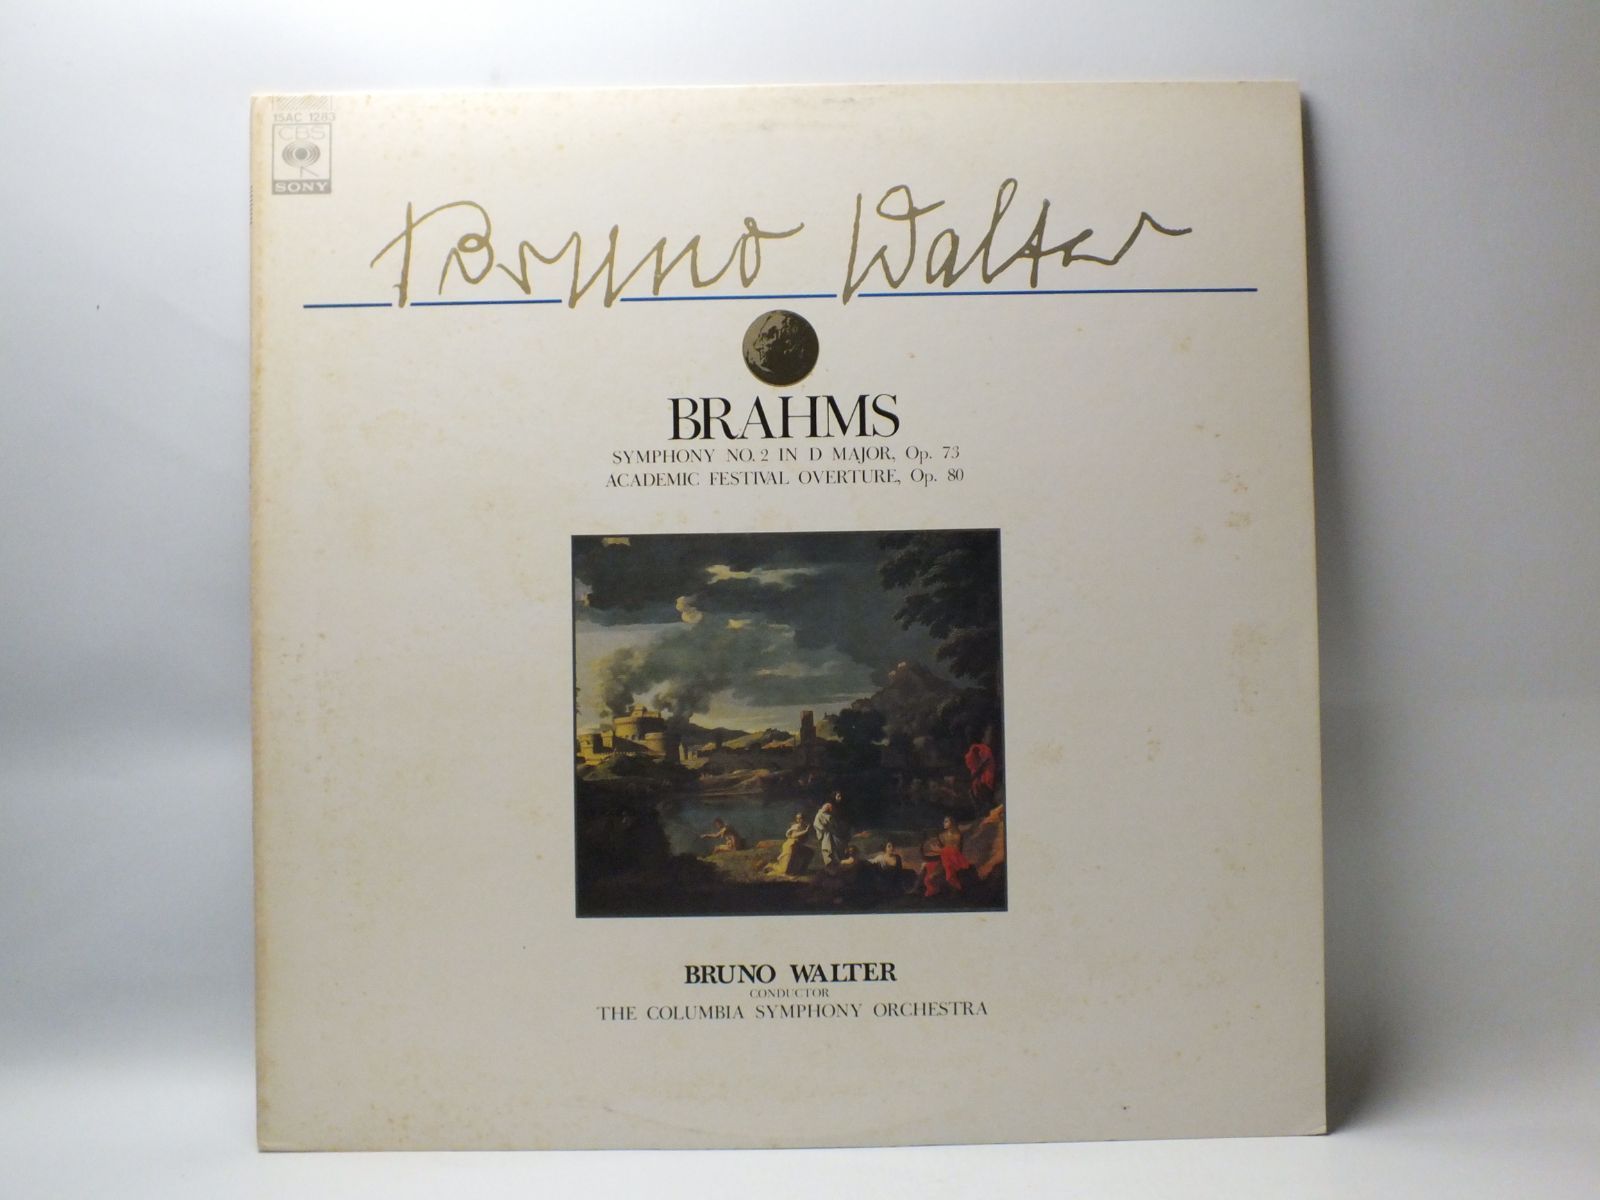 15AC 1283
CBS
SONY
Bruno Walter
BRAHMS
SYMPHONY NO. 2 IN D MAJOR, Op. 73
ACADEMIC FESTIVAL OVERTURE, Op. 80
BRUNO WALTER
CONDUCTOR
THE COLUMBIA SYMPHONY ORCHESTRA